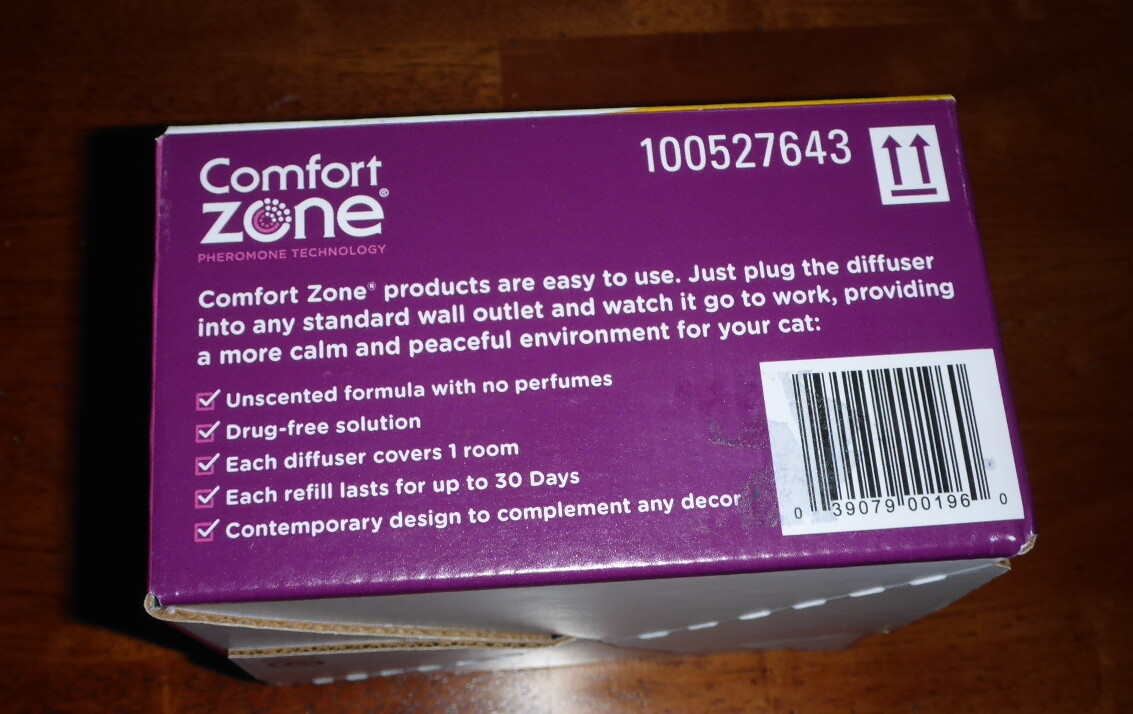 Comfort
zone®
PHEROMONE TECHNOLOGY
100527643
Comfort Zone® products are easy to use. Just plug the diffuser
into any standard wall outlet and watch it go to work, providing
a more calm and peaceful environment for your cat:
Unscented formula with no perfumes
Drug-free solution
Each diffuser covers 1 room
Each refill lasts for up to 30 Days
Contemporary design to complement any decor
0 39079 00196 0